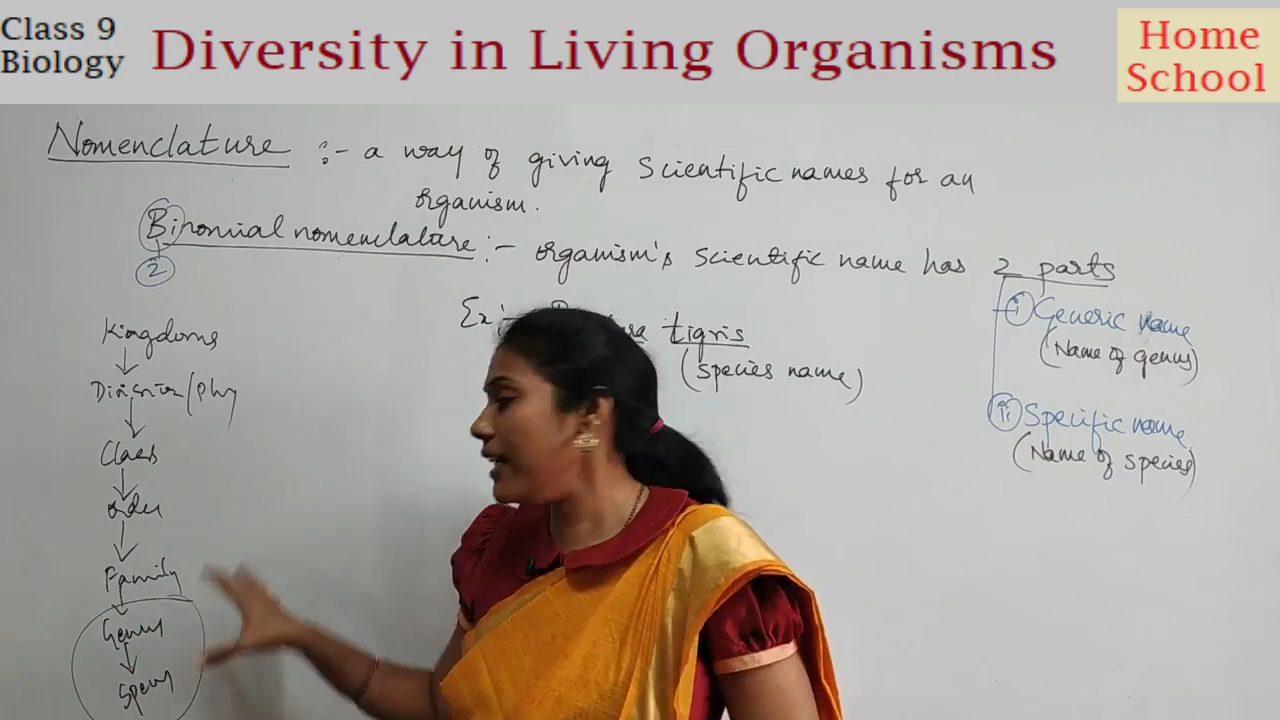 Class 9
Biology
Diversity in Living Organisms
Home
School
Nomenclature :- a way of giving scientific names for an
organism.
Binomial nomenclature :- organism's scientific name has 2 parts
2
Ex:- tigris
(species name)
i Generic name
(Name of genus)
ii Specific name
(Name of species)
Kingdoms
Division/Phy
Class
order
Family
Genus